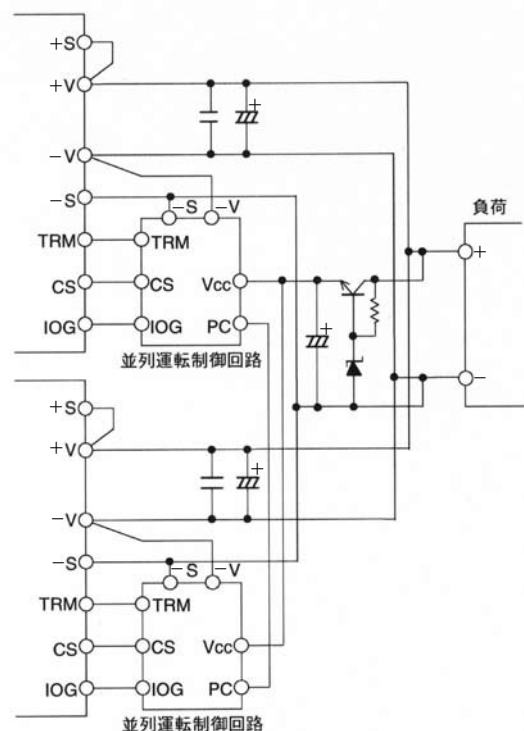 +S
+V
+
−V
−S
−S −V
負荷
TRM
TRM
+
CS
CS
Vcc
+
IOG
IOG
PC
並列運転制御回路
−
+S
+V
+
−V
−S
−S −V
TRM
TRM
CS
CS
Vcc
IOG
IOG
PC
並列運転制御回路